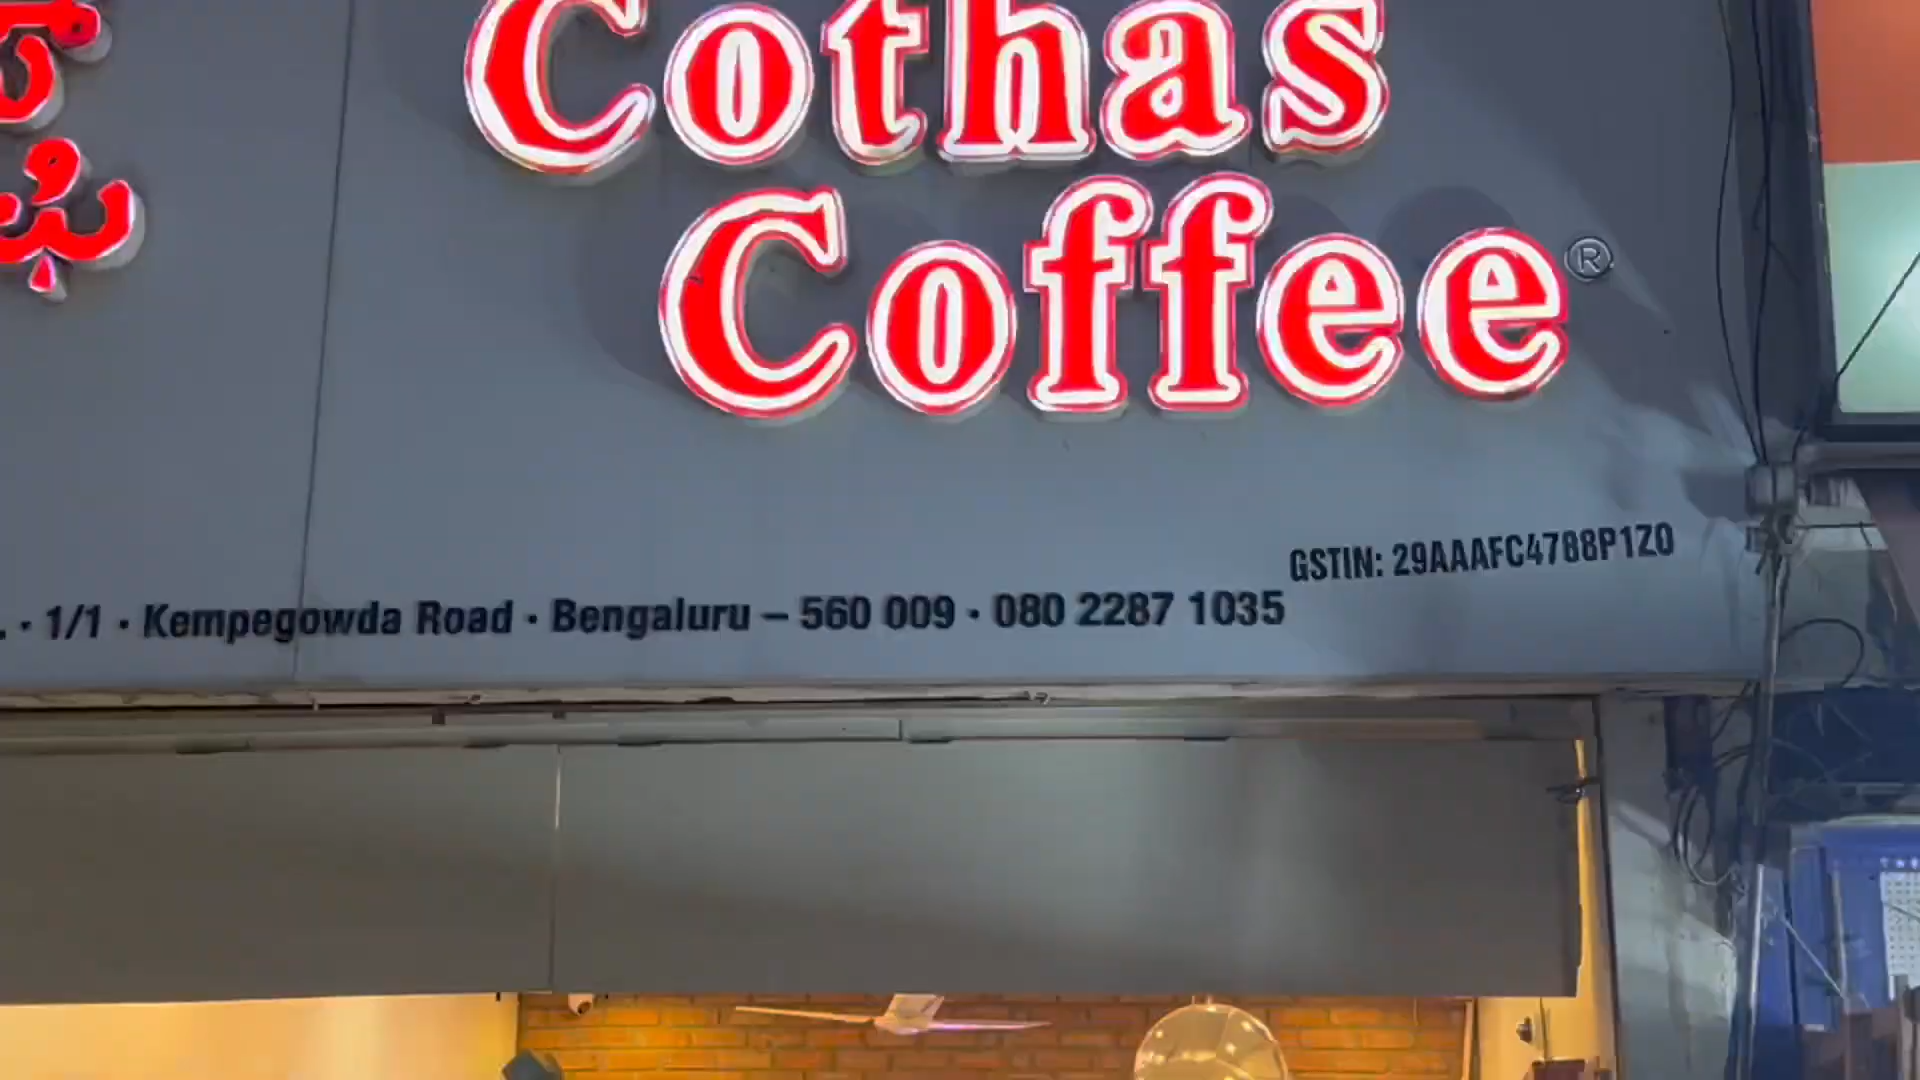 Cothas
Coffee®
GSTIN: 29AAAFC4788P1Z0
. · 1/1 · Kempegowda Road · Bengaluru – 560 009 · 080 2287 1035